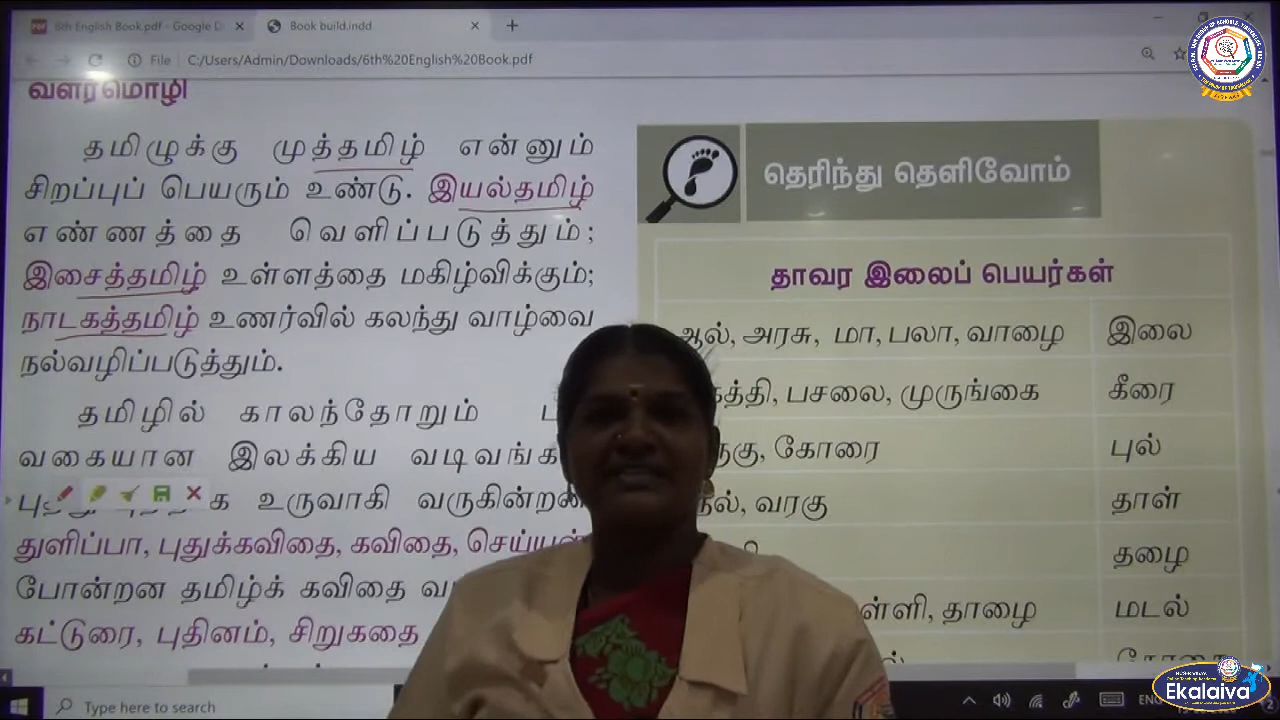 6th English Book.pdf - Google D
Book build.indd
File
C:/Users/Admin/Downloads/6th%20English%20Book.pdf
வளர்மொழி
தமிழுக்கு முத்தமிழ் என்னும்
சிறப்புப் பெயரும் உண்டு. இயல்தமிழ்
எண்ணத்தை வெளிப்படுத்தும்;
இசைத்தமிழ் உள்ளத்தை மகிழ்விக்கும்;
நாடகத்தமிழ் உணர்வில் கலந்து வாழ்வை
நல்வழிப்படுத்தும்.
தமிழில் காலந்தோறும்
வகையான இலக்கிய
உருவாகி வருகின்றன
துளிப்பா, புதுக்கவிதை, கவிதை, செய்யுள்
போன்றன தமிழ்க் கவிதை
கட்டுரை, புதினம், சிறுகதை
தெரிந்து தெளிவோம்
தாவர இலைப் பெயர்கள்
ஆல், அரசு, மா, பலா, வாழை இலை
பசலை, முருங்கை கீரை
கோரை புல்
நெல், வரகு தாள்
தழை
தாழை மடல்
Type here to search
ENG
Ekalaiva